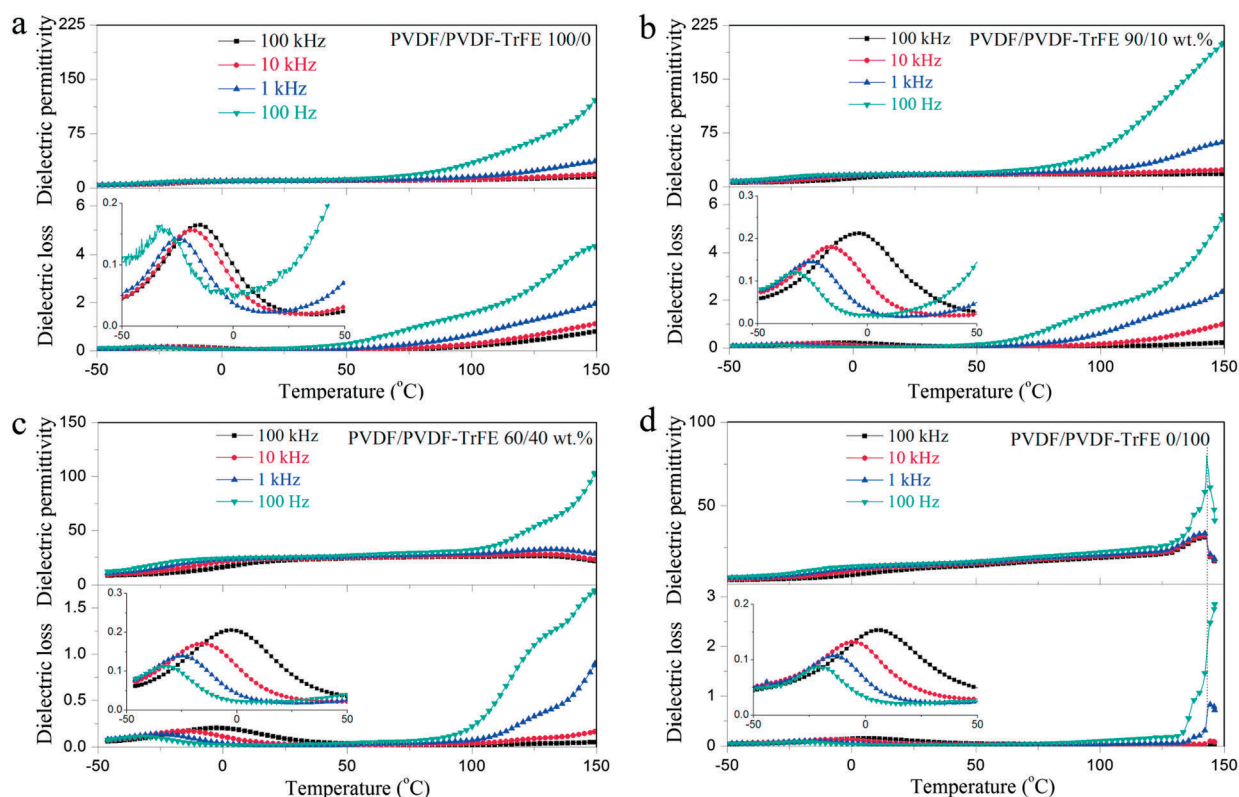 a
PVDF/PVDF-TrFE 100/0
100 kHz
10 kHz
1 kHz
100 Hz
Dielectric permittivity
225
150
75
0
Dielectric loss
6
4
2
0
0.2
0.1
0.0
-50
0
50
-50
0
50
100
150
Temperature (°C)
b
PVDF/PVDF-TrFE 90/10 wt.%
100 kHz
10 kHz
1 kHz
100 Hz
Dielectric permittivity
225
150
75
0
Dielectric loss
6
4
2
0
0.3
0.2
0.1
0.0
-50
0
50
-50
0
50
100
150
Temperature (°C)
c
PVDF/PVDF-TrFE 60/40 wt.%
100 kHz
10 kHz
1 kHz
100 Hz
Dielectric permittivity
150
100
50
0
Dielectric loss
1.5
1.0
0.5
0.0
0.3
0.2
0.1
0.0
-50
0
50
-50
0
50
100
150
Temperature (°C)
d
PVDF/PVDF-TrFE 0/100
100 kHz
10 kHz
1 kHz
100 Hz
Dielectric permittivity
100
75
50
25
Dielectric loss
3
2
1
0
0.2
0.1
0.0
-50
0
50
-50
0
50
100
150
Temperature (°C)